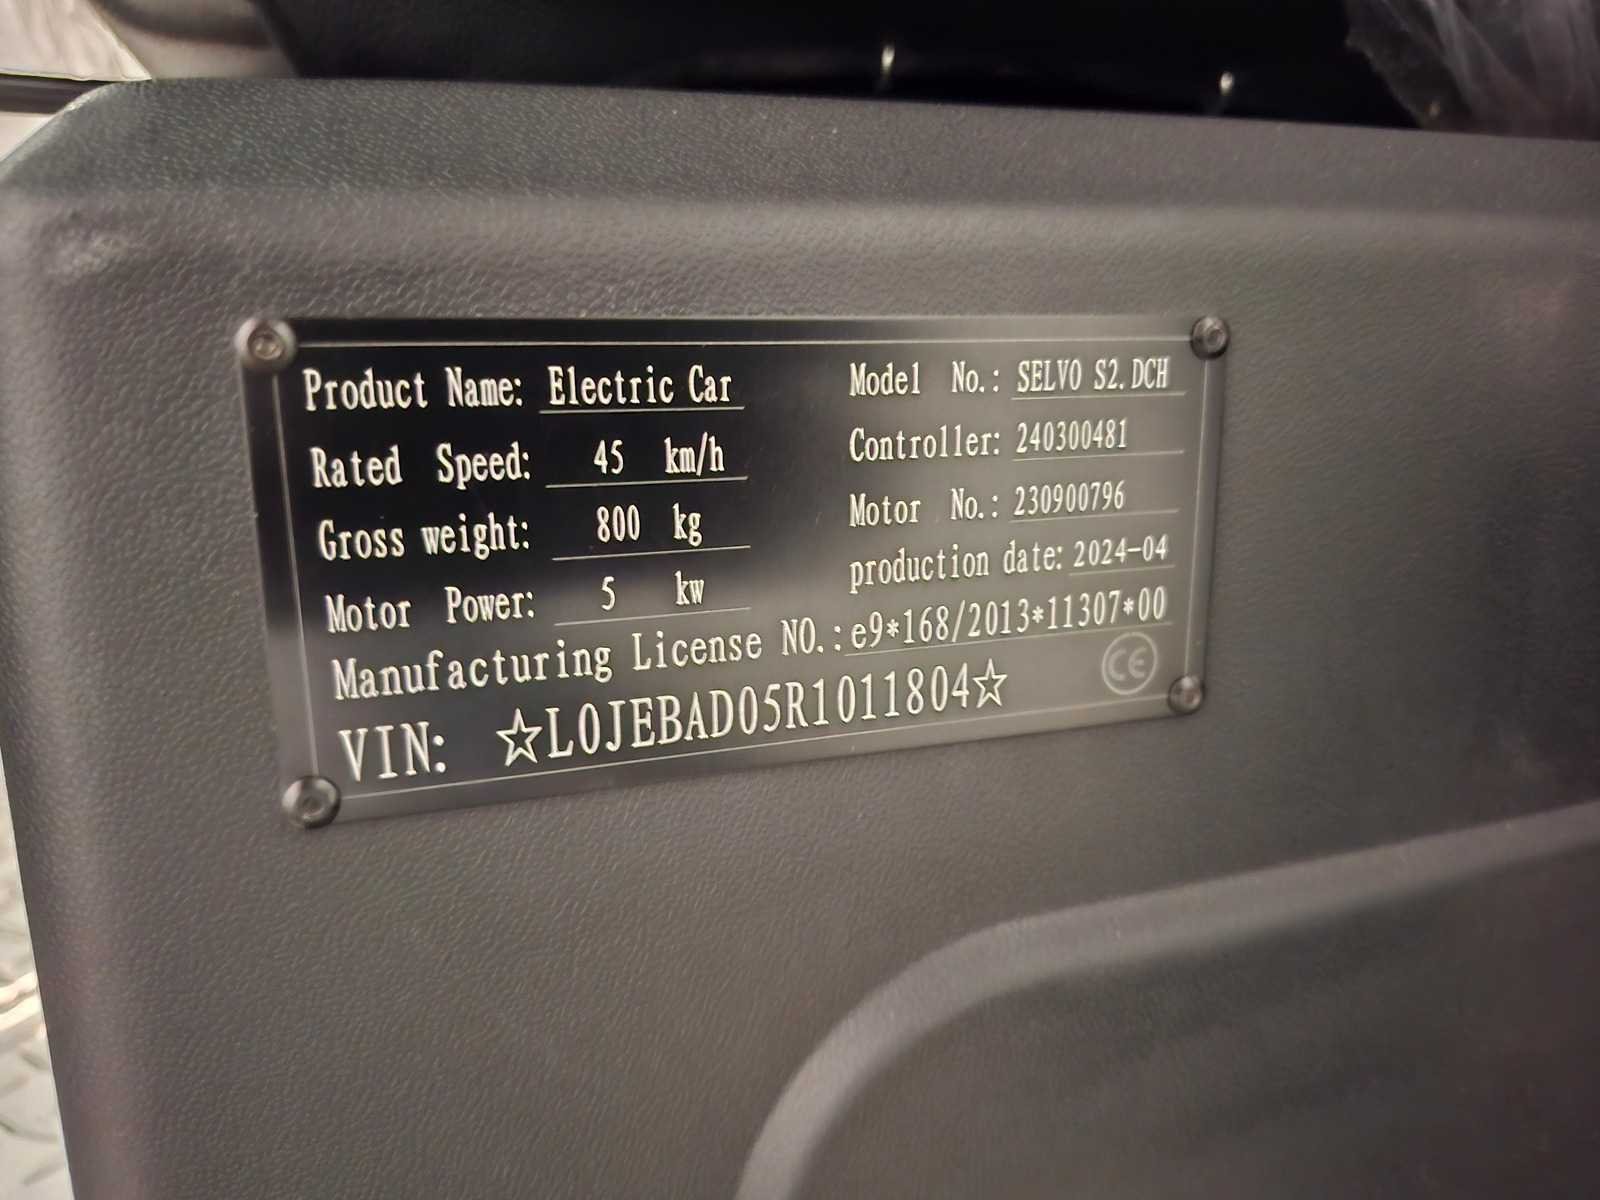 Product Name: Electric Car
Rated Speed: 45 km/h
Gross weight: 800 kg
Motor Power: 5 kw
Model No.: SELVO S2.DCH
Controller: 240300481
Motor No.: 230900796
production date: 2024-04
Manufacturing License NO.: e9*168/2013*11307*00
VIN: ☆L0JEBAD05R1011804☆
CE